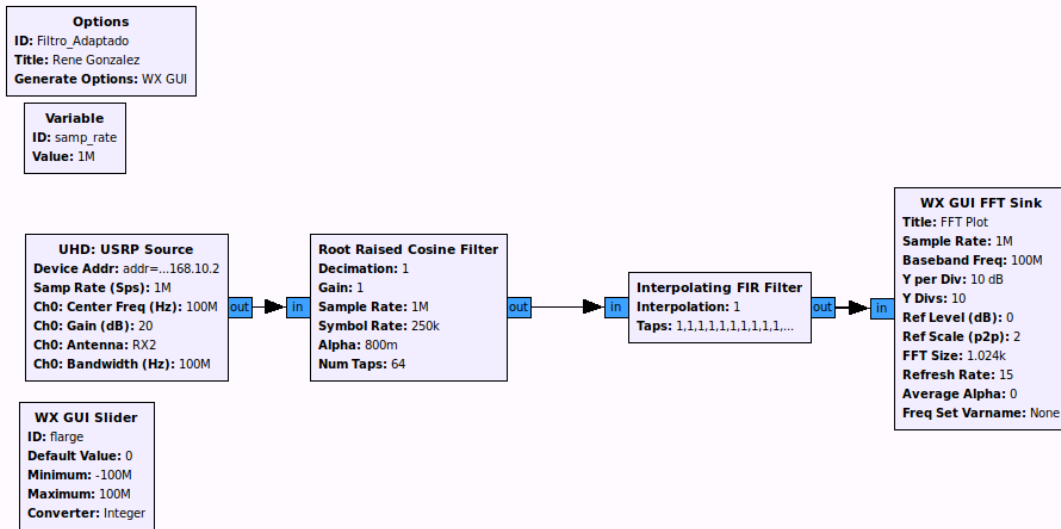 Options
ID: Filtro_Adaptado
Title: Rene Gonzalez
Generate Options: WX GUI
Variable
ID: samp_rate
Value: 1M
UHD: USRP Source
Device Addr: addr=...168.10.2
Samp Rate (Sps): 1M
Ch0: Center Freq (Hz): 100M
Ch0: Gain (dB): 20
Ch0: Antenna: RX2
Ch0: Bandwidth (Hz): 100M
out
in
Root Raised Cosine Filter
Decimation: 1
Gain: 1
Sample Rate: 1M
Symbol Rate: 250k
Alpha: 800m
Num Taps: 64
out
in
Interpolating FIR Filter
Interpolation: 1
Taps: 1,1,1,1,1,1,1,1,1,1,...
out
in
WX GUI FFT Sink
Title: FFT Plot
Sample Rate: 1M
Baseband Freq: 100M
Y per Div: 10 dB
Y Divs: 10
Ref Level (dB): 0
Ref Scale (p2p): 2
FFT Size: 1.024k
Refresh Rate: 15
Average Alpha: 0
Freq Set Varname: None
WX GUI Slider
ID: flarge
Default Value: 0
Minimum: -100M
Maximum: 100M
Converter: Integer